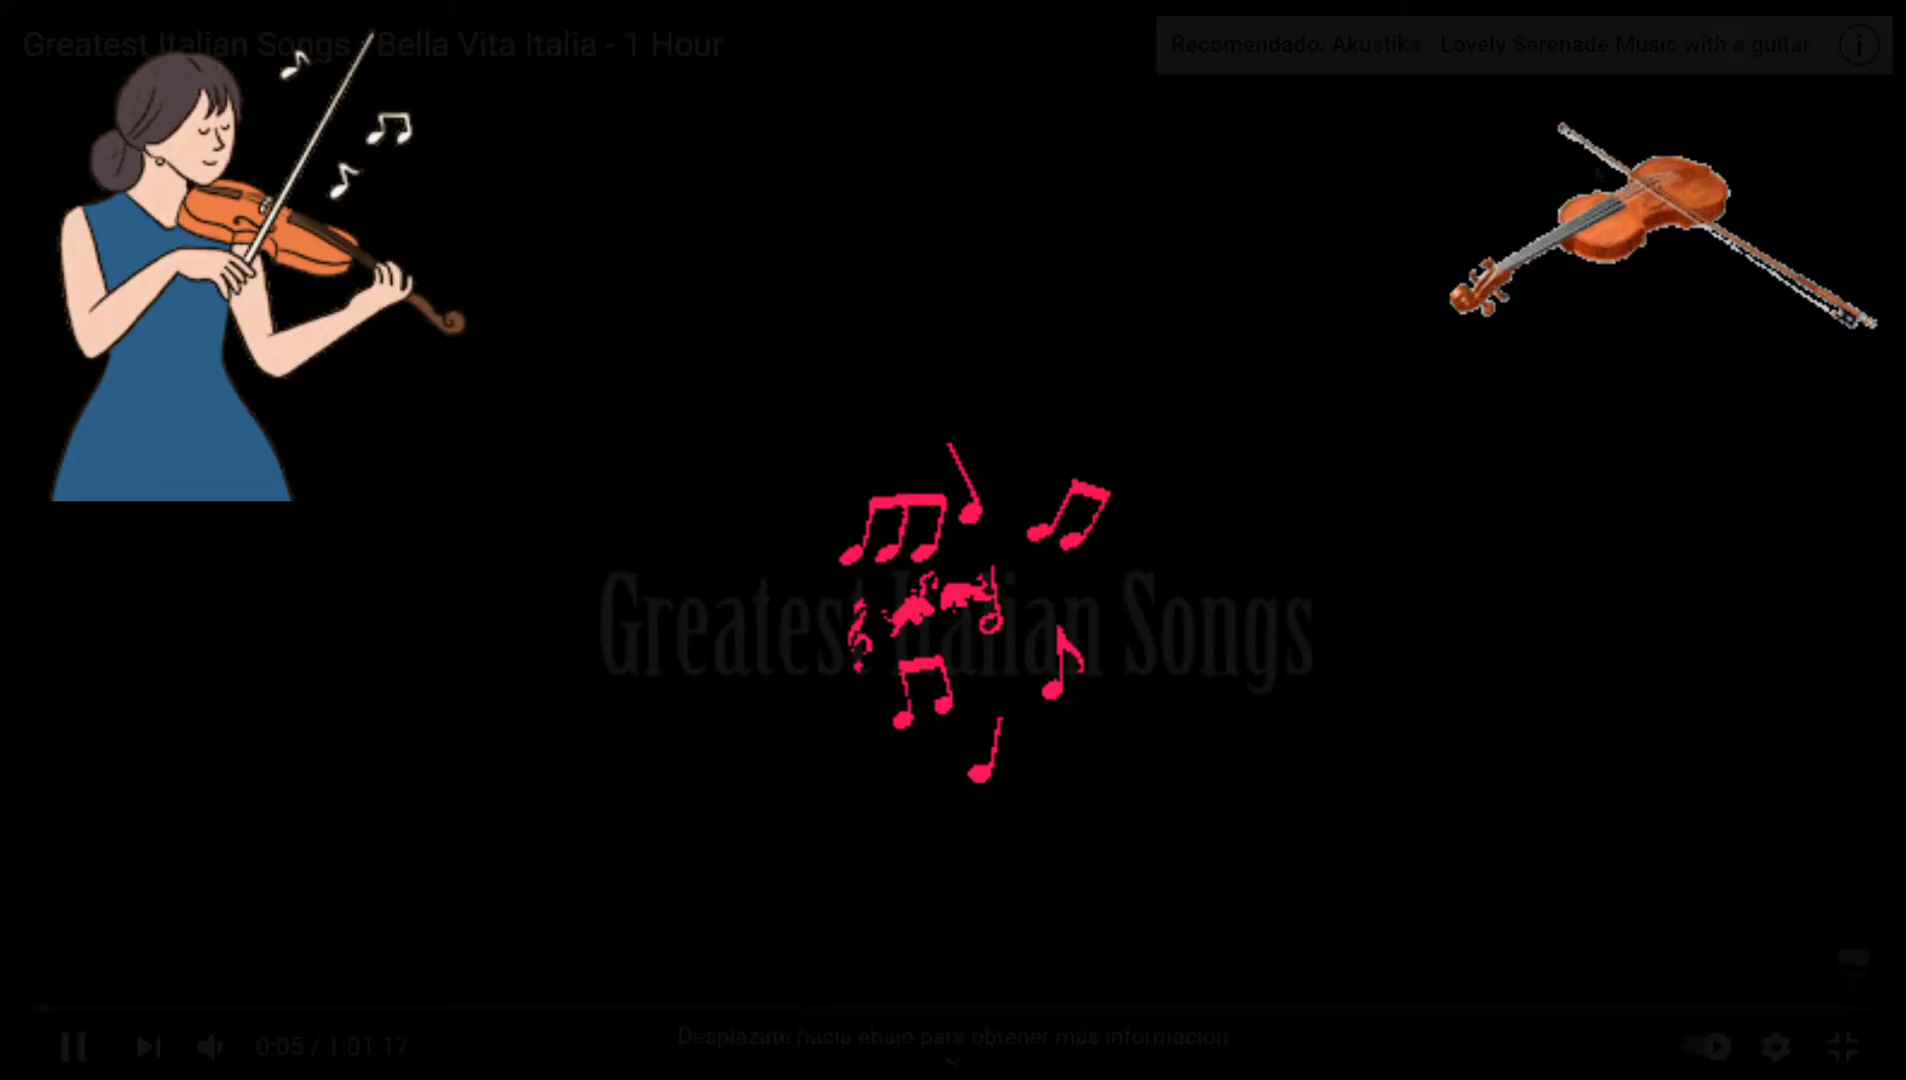 Greatest Italian Songs - Bella Vita Italia - 1 Hour
Recomendado: Akustika - Lovely Serenade Music with a guitar
Greatest Italian Songs
0:05 / 1:01:17
Desplázate hacia abajo para obtener más información